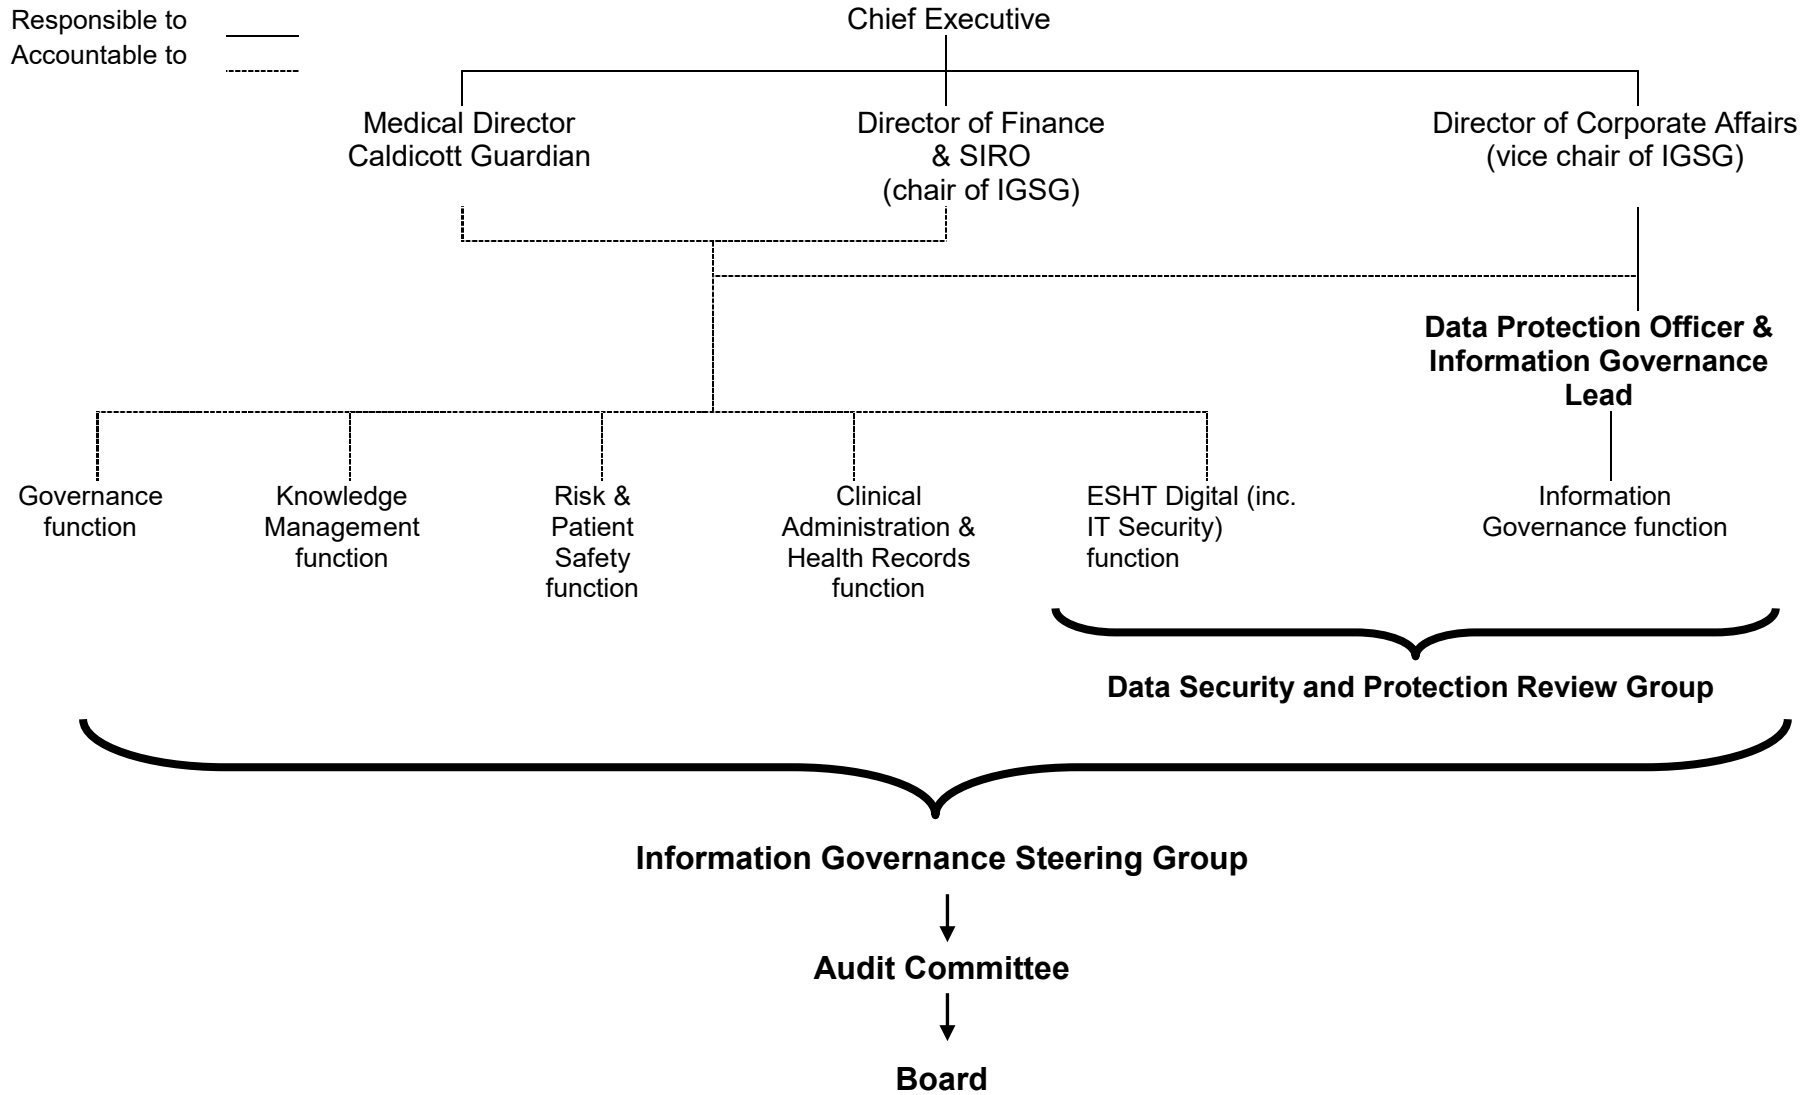 Responsible to
Accountable to
Chief Executive
Medical Director
Caldicott Guardian
Director of Finance
& SIRO
(chair of IGSG)
Director of Corporate Affairs
(vice chair of IGSG)
Data Protection Officer &
Information Governance
Lead
Governance
function
Knowledge
Management
function
Risk &
Patient
Safety
function
Clinical
Administration &
Health Records
function
ESHT Digital (inc.
IT Security)
function
Information
Governance function
Data Security and Protection Review Group
Information Governance Steering Group
Audit Committee
Board